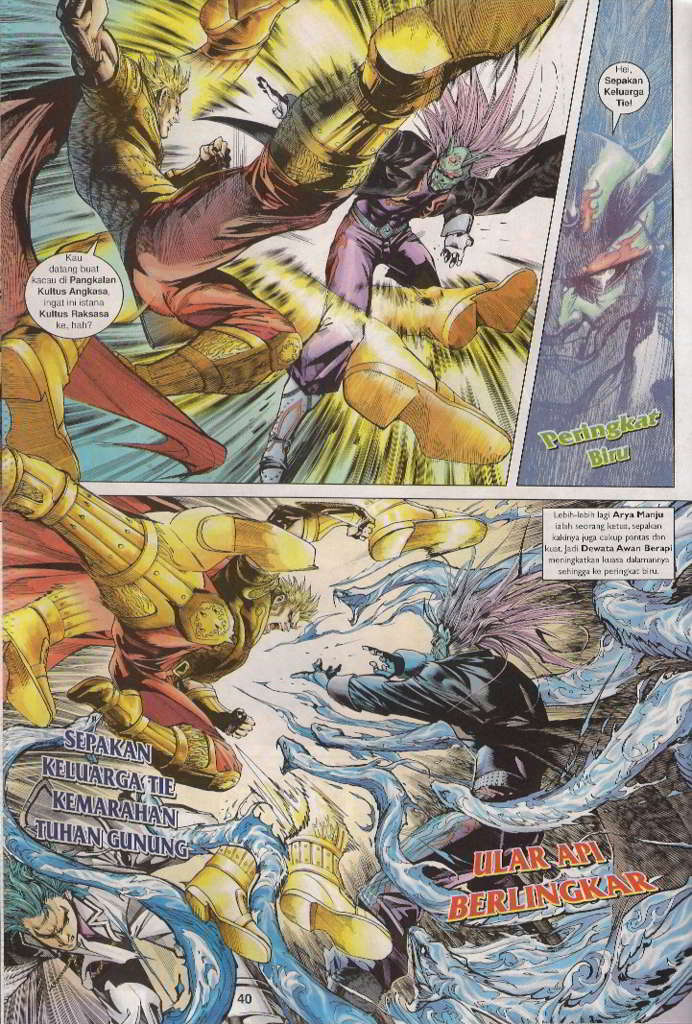 Kau
datang buat
kacau di Pangkalan
Kultus Angkasa,
ingat ini istana
Kultus Raksasa
ke, hah?
Hei,
Sepakan
Keluarga
Tie!
Peringkat
Biru
Lebih-lebih lagi Arya Manju
ialah seorang ketua, sepakan
kakinya juga cukup pantas dan
kuat. Jadi Dewata Awan Berapi
meningkatkan kuasa dalamannya
sehingga ke peringkat biru.
SEPAKAN
KELUARGA TIE
KEMARAHAN
TUHAN GUNUNG
ULAR API
BERLINGKAR
40